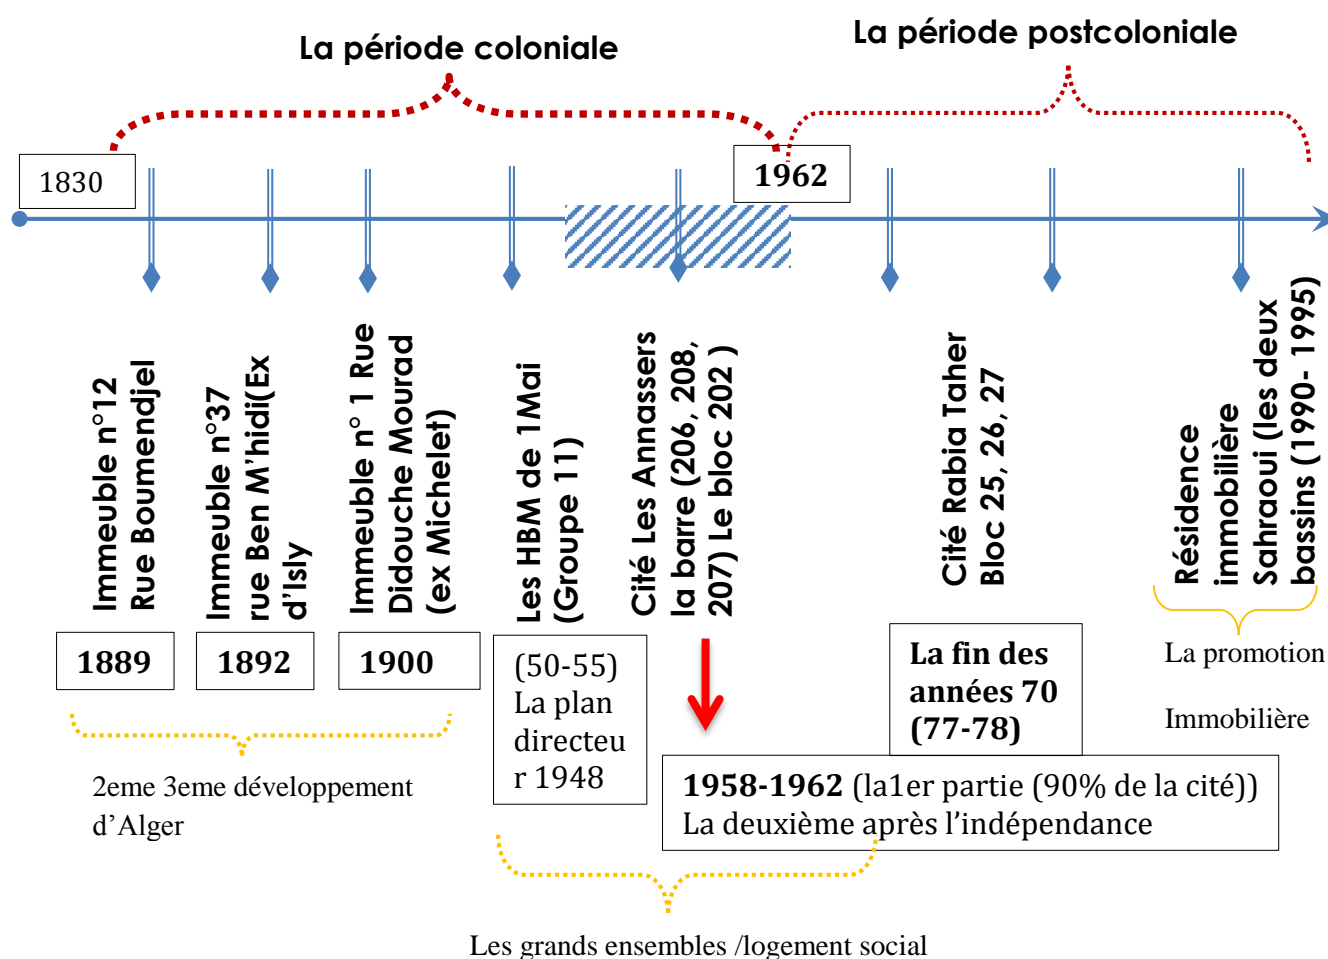 La période coloniale
La période postcoloniale
1830
1962
Immeuble n°12
Rue Boumendjel
Immeuble n°37
rue Ben M'hidi(Ex
d'Isly
Immeuble n° 1 Rue
Didouche Mourad
(ex Michelet)
Les HBM de 1Mai
(Groupe 11)
Cité Les Annassers
la barre (206, 208,
207) Le bloc 202 )
Cité Rabia Taher
Bloc 25, 26, 27
Résidence
immobilière
Sahraoui (les deux
bassins (1990- 1995)
1889
1892
1900
(50-55)
La plan
directeu
r 1948
La fin des
années 70
(77-78)
La promotion
Immobilière
1958-1962 (la1er partie (90% de la cité))
La deuxième après l'indépendance
2eme 3eme développement
d'Alger
Les grands ensembles /logement social